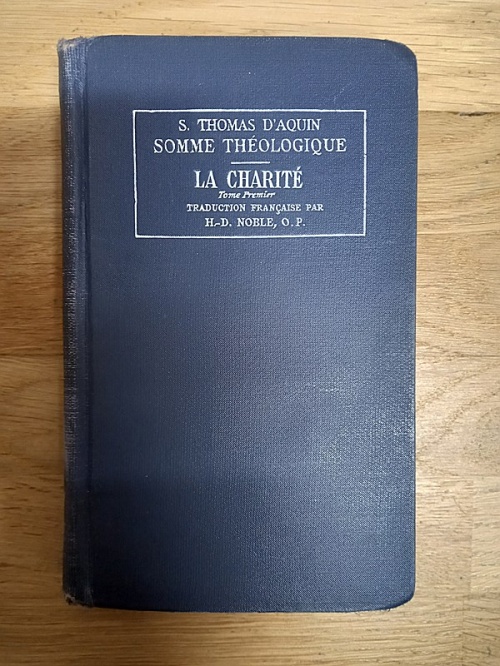 S. THOMAS D'AQUIN
SOMME THÉOLOGIQUE
LA CHARITÉ
Tome Premier
TRADUCTION FRANÇAISE PAR
H.-D. NOBLE, O. P.